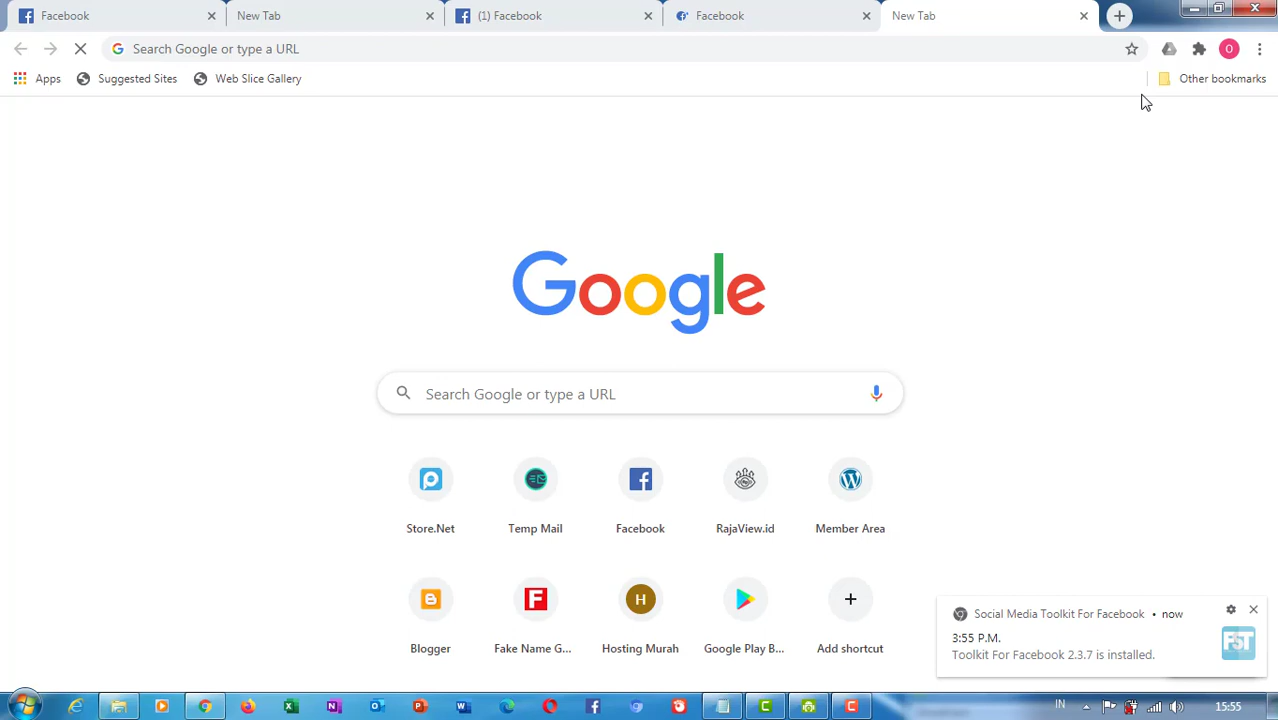 Facebook
New Tab
(1) Facebook
Facebook
New Tab
Search Google or type a URL
O
Apps
Suggested Sites
Web Slice Gallery
Other bookmarks
Google
Search Google or type a URL
Store.Net
Temp Mail
Facebook
RajaView.id
Member Area
F
H
Blogger
Fake Name G...
Hosting Murah
Google Play B...
Add shortcut
Social Media Toolkit For Facebook • now
3:55 P.M.
Toolkit For Facebook 2.3.7 is installed.
FST
IN
15:55